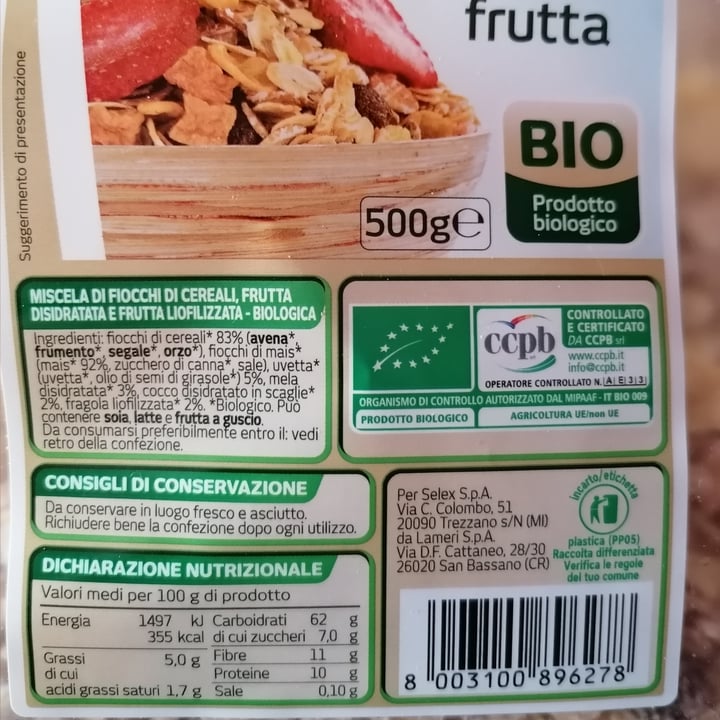 frutta
Suggerimento di presentazione
BIO
Prodotto
biologico
500g e
MISCELA DI FIOCCHI DI CEREALI, FRUTTA
DISIDRATATA E FRUTTA LIOFILIZZATA - BIOLOGICA
Ingredienti: fiocchi di cereali* 83% (avena*,
frumento*, segale*, orzo*), fiocchi di mais*
(mais* 92%, zucchero di canna*, sale), uvetta*
(uvetta*, olio di semi di girasole*) 5%, mela
disidratata* 3%, cocco disidratato in scaglie*
2%, fragola liofilizzata* 2%. *Biologico. Può
contenere soia, latte e frutta a guscio.
Da consumarsi preferibilmente entro il: vedi
retro della confezione.
ccpb srl
CONTROLLATO
E CERTIFICATO
DA CCPB srl
www.ccpb.it
info@ccpb.it
OPERATORE CONTROLLATO N. AE33
ORGANISMO DI CONTROLLO AUTORIZZATO DAL MIPAAF - IT BIO 009
PRODOTTO BIOLOGICO
AGRICOLTURA UE/non UE
CONSIGLI DI CONSERVAZIONE
Da conservare in luogo fresco e asciutto.
Richiudere bene la confezione dopo ogni utilizzo.
Per Selex S.p.A.
Via C. Colombo, 51
20090 Trezzano s/N (MI)
da Lameri S.p.A.
Via D.F. Cattaneo, 28/30
26020 San Bassano (CR)
incarto/etichetta
plastica (PP05)
Raccolta differenziata
Verifica le regole
del tuo comune
DICHIARAZIONE NUTRIZIONALE
Valori medi per 100 g di prodotto
Energia 1497 kJ
355 kcal
Grassi 5,0 g
di cui
acidi grassi saturi 1,7 g
Carboidrati 62 g
di cui zuccheri 7,0 g
Fibre 11 g
Proteine 10 g
Sale 0,10 g
8 003100 896278